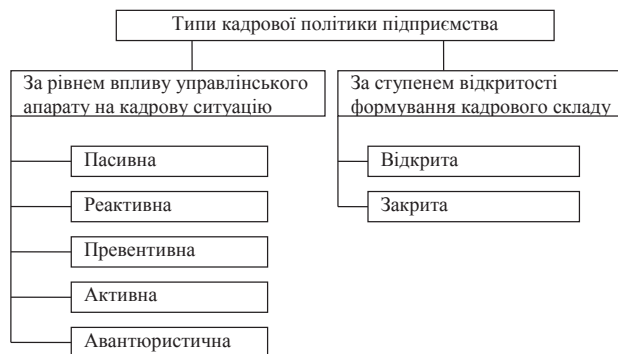 Типи кадрової політики підприємства
За рівнем впливу управлінського
апарату на кадрову ситуацію
Пасивна
Реактивна
Превентивна
Активна
Авантюристична
За ступенем відкритості
формування кадрового складу
Відкрита
Закрита